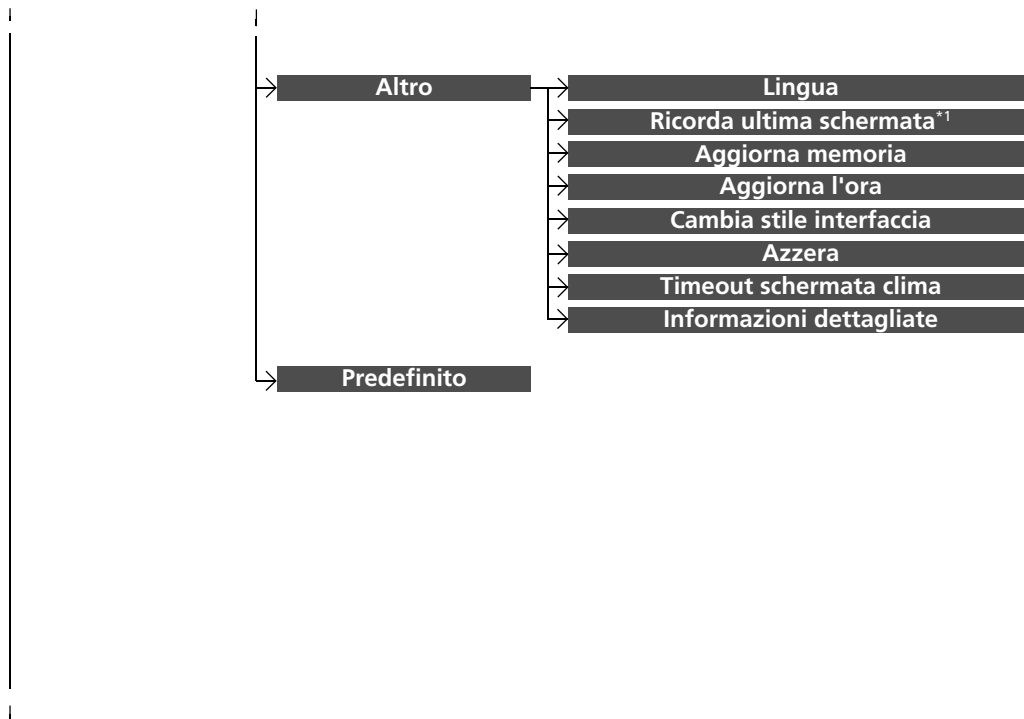 Altro
Lingua
Ricorda ultima schermata*1
Aggiorna memoria
Aggiorna l'ora
Cambia stile interfaccia
Azzera
Timeout schermata clima
Informazioni dettagliate
Predefinito